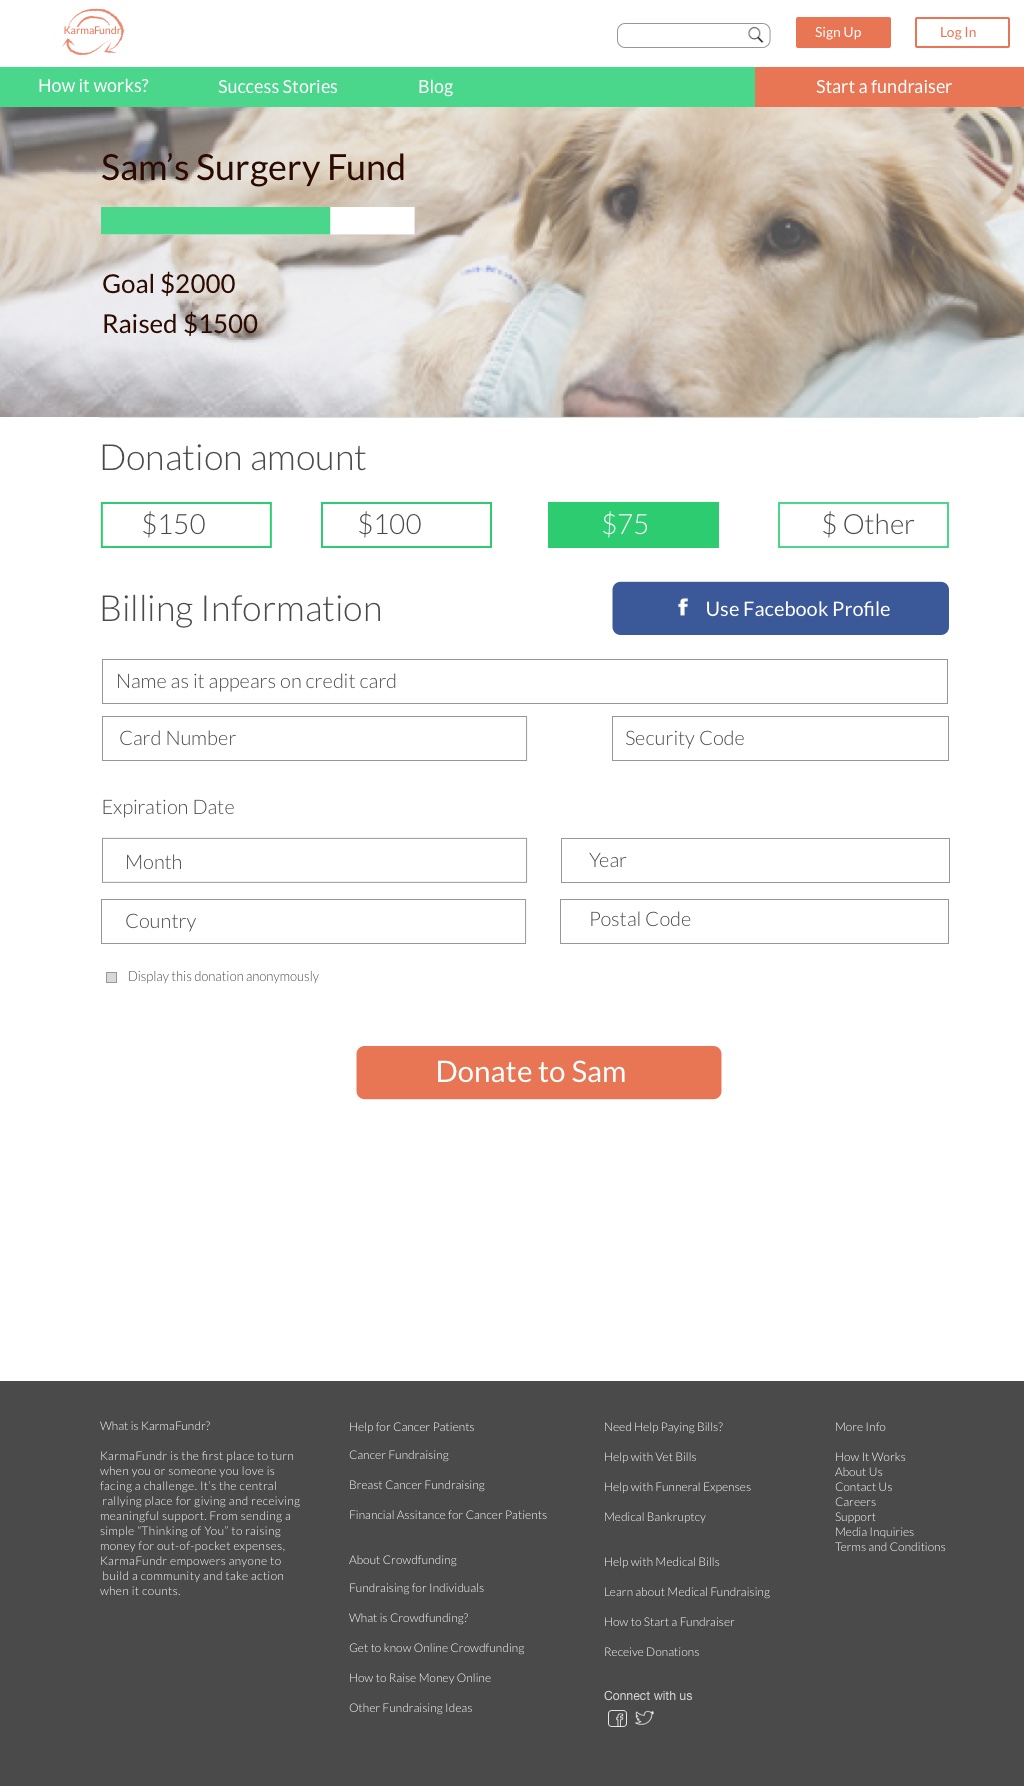 KarmaFundr
Sign Up
Log In
How it works?
Success Stories
Blog
Start a fundraiser
Sam's Surgery Fund
Goal $2000
Raised $1500
Donation amount
$150
$100
$75
$ Other
Billing Information
f Use Facebook Profile
Name as it appears on credit card
Card Number
Security Code
Expiration Date
Month
Year
Country
Postal Code
Display this donation anonymously
Donate to Sam
What is KarmaFundr?
KarmaFundr is the first place to turn
when you or someone you love is
facing a challenge. It's the central
rallying place for giving and receiving
meaningful support. From sending a
simple "Thinking of You" to raising
money for out-of-pocket expenses,
KarmaFundr empowers anyone to
build a community and take action
when it counts.
Help for Cancer Patients
Cancer Fundraising
Breast Cancer Fundraising
Financial Assitance for Cancer Patients
About Crowdfunding
Fundraising for Individuals
What is Crowdfunding?
Get to know Online Crowdfunding
How to Raise Money Online
Other Fundraising Ideas
Need Help Paying Bills?
Help with Vet Bills
Help with Funneral Expenses
Medical Bankruptcy
Help with Medical Bills
Learn about Medical Fundraising
How to Start a Fundraiser
Receive Donations
Connect with us
More Info
How It Works
About Us
Contact Us
Careers
Support
Media Inquiries
Terms and Conditions